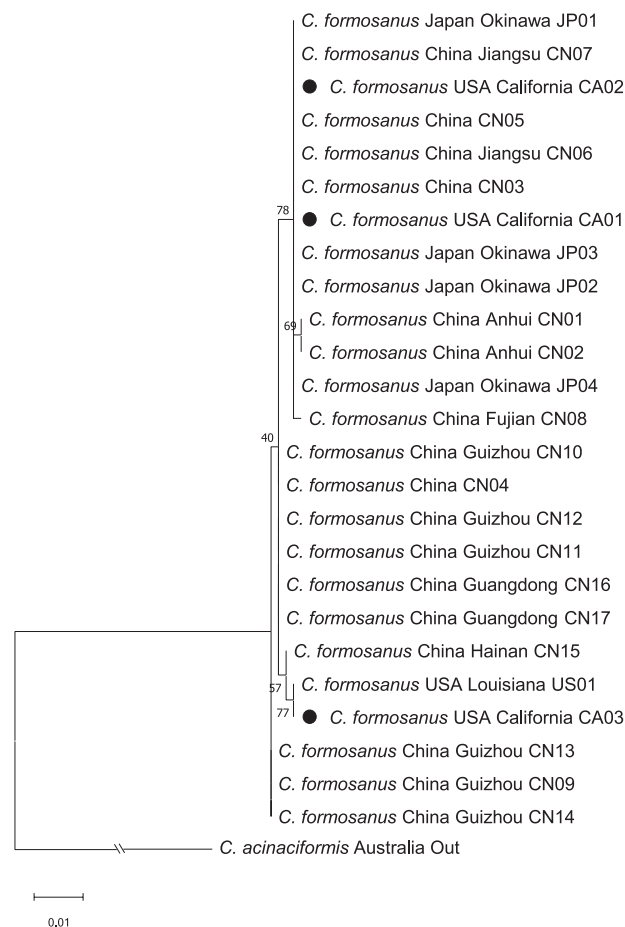 C. formosanus Japan Okinawa JP01
C. formosanus China Jiangsu CN07
C. formosanus USA California CA02
C. formosanus China CN05
C. formosanus China Jiangsu CN06
C. formosanus China CN03
78
C. formosanus USA California CA01
C. formosanus Japan Okinawa JP03
C. formosanus Japan Okinawa JP02
C. formosanus China Anhui CN01
69
C. formosanus China Anhui CN02
C. formosanus Japan Okinawa JP04
C. formosanus China Fujian CN08
40
C. formosanus China Guizhou CN10
C. formosanus China CN04
C. formosanus China Guizhou CN12
C. formosanus China Guizhou CN11
C. formosanus China Guangdong CN16
C. formosanus China Guangdong CN17
C. formosanus China Hainan CN15
57
C. formosanus USA Louisiana US01
77
C. formosanus USA California CA03
C. formosanus China Guizhou CN13
C. formosanus China Guizhou CN09
C. formosanus China Guizhou CN14
C. acinaciformis Australia Out
0.01